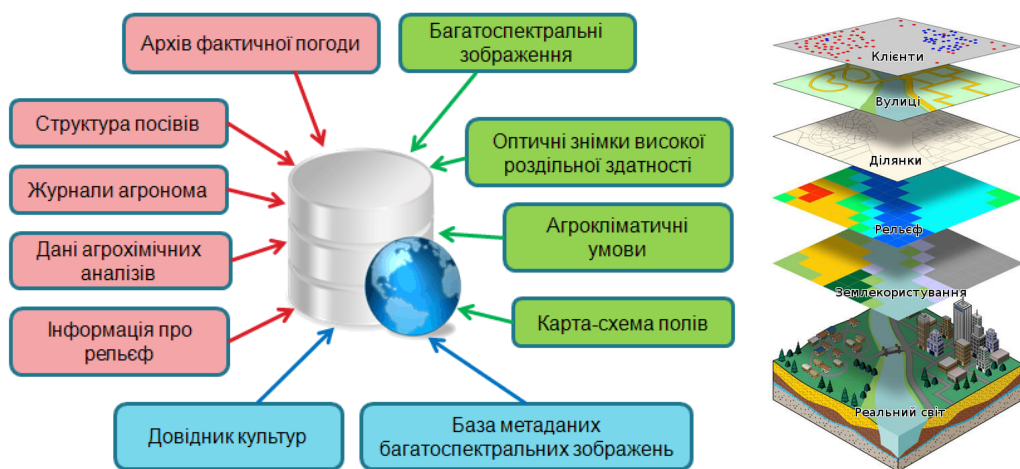 Архів фактичної погоди
Багатоспектральні
зображення
Структура посівів
Оптичні знімки високої
роздільної здатності
Журнали агронома
Агрокліматичні
умови
Дані агрохімічних
аналізів
Інформація про
рельєф
Карта-схема полів
Довідник культур
База метаданих
багатоспектральних зображень
Клієнти
Вулиці
Ділянки
Рельєф
Землекористування
Реальний світ